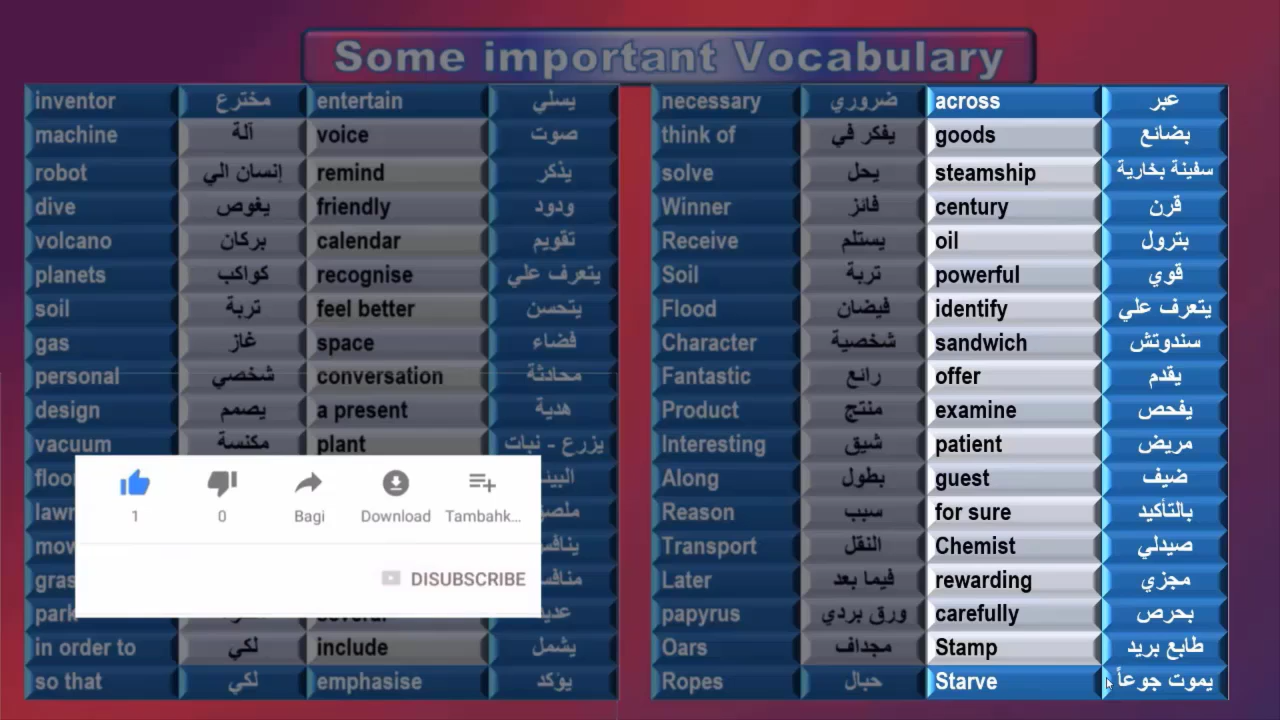 Some important Vocabulary
inventor مخترع entertain يسلي necessary ضروري across عبر
machine آلة voice صوت think of يفكر في goods بضائع
robot إنسان الي remind يذكر solve يحل steamship سفينة بخارية
dive يغوص friendly ودود Winner فائز century قرن
volcano بركان calendar تقويم Receive يستلم oil بترول
planets كواكب recognise يتعرف علي Soil تربة powerful قوي
soil تربة feel better يتحسن Flood فيضان identify يتعرف علي
gas غاز space فضاء Character شخصية sandwich سندوتش
personal شخصي conversation محادثة Fantastic رائع offer يقدم
design يصمم a present هدية Product منتج examine يفحص
vacuum مكنسة plant يزرع - نبات Interesting شيق patient مريض
Along بطول guest ضيف
Reason سبب for sure بالتأكيد
Transport النقل Chemist صيدلي
Later فيما بعد rewarding مجزي
papyrus ورق بردي carefully بحرص
in order to لكي include يشمل Oars مجداف Stamp طابع بريد
so that لكي emphasise يؤكد Ropes حبال Starve يموت جوعاً
1 0 Bagi Download Tambahk...
DISUBSCRIBE